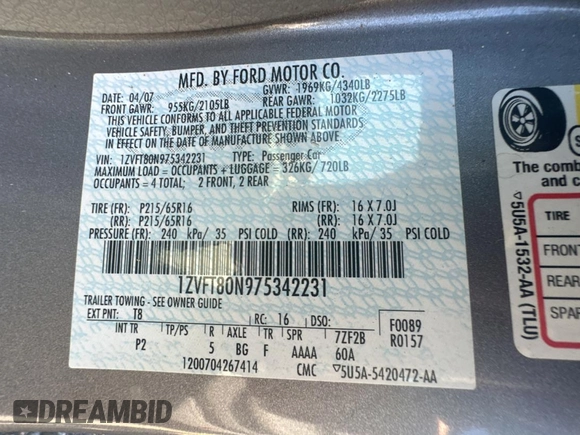 MFD. BY FORD MOTOR CO.
DATE: 04/07 GVWR: 1969KG/4340LB
FRONT GAWR: 955KG/2105LB REAR GAWR: 1032KG/2275LB
THIS VEHICLE CONFORMS TO ALL APPLICABLE FEDERAL MOTOR
VEHICLE SAFETY, BUMPER, AND THEFT PREVENTION STANDARDS
IN EFFECT ON THE DATE OF MANUFACTURE SHOWN ABOVE.
VIN: 1ZVFT80N975342231 TYPE: Passenger Car
MAXIMUM LOAD = OCCUPANTS + LUGGAGE = 326KG/720LB
OCCUPANTS = 4 TOTAL: 2 FRONT, 2 REAR
TIRE (FR): P215/65R16 RIMS (FR): 16 X 7.0J
(RR): P215/65R16 (RR): 16 X 7.0J
PRESSURE (FR): 240 kPa/ 35 PSI COLD (RR): 240 kPa/ 35 PSI COLD
1ZVFT80N975342231
TRAILER TOWING - SEE OWNER GUIDE
EXT PNT: T8 RC: 16 DSO: F0089
INT TR TP/PS R AXLE TR SPR 7ZF2B R0157
P2 5 BG F AAAA 60A
1200704267414 CMC 5U5A-5420472-AA
5U5A-1532-AA (TLU)
The comb
and c
TIRE
FRON
REAR
SPAR
DREAMBID